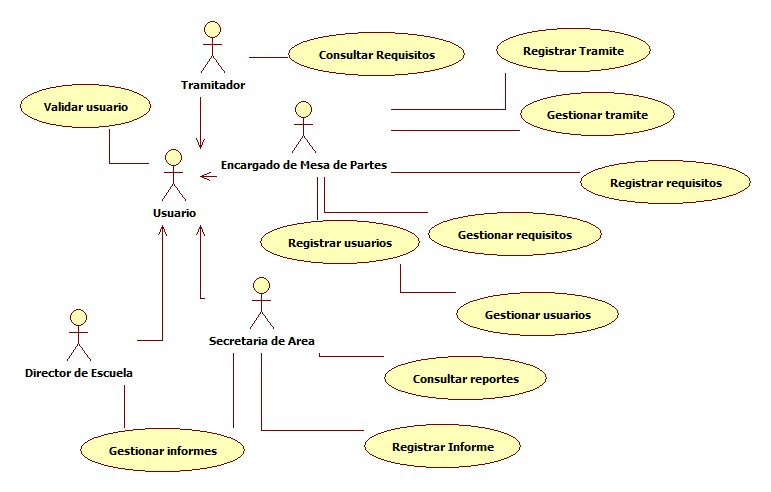 Registrar Tramite
Consultar Requisitos
Tramitador
Validar usuario
Gestionar tramite
Encargado de Mesa de Partes
Registrar requisitos
Usuario
Gestionar requisitos
Registrar usuarios
Gestionar usuarios
Secretaria de Area
Director de Escuela
Consultar reportes
Registrar Informe
Gestionar informes